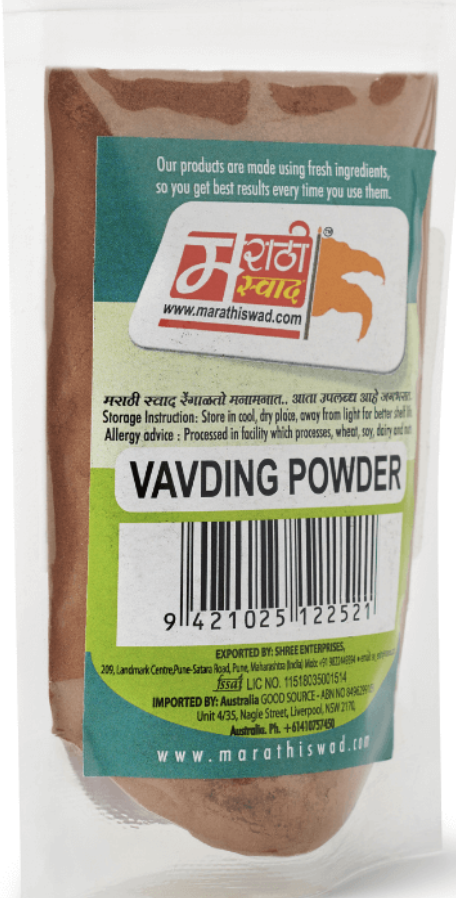 Our products are made using fresh ingredients,
so you get best results every time you use them.
मराठी
स्वाद
www.marathiswad.com
मराठी स्वाद रेंगाळतो मनामनात.. आता उपलब्ध आहे जगभरात.
Storage Instruction: Store in cool, dry place, away from light for better shelf
Allergy advice : Processed in facility which processes, wheat, soy, dairy and
VAVDING POWDER
9 421025 122521
EXPORTED BY: SHREE ENTERPRISES,
209, Landmark Centre, Pune-Satara Road, Pune, Maharashtra (India)
fssai LIC NO. 11518035001514
IMPORTED BY: Australia GOOD SOURCE - ABN NO
Unit 4/35, Nagle Street, Liverpool, NSW 2170,
Australia. Ph. +61410757450
www.marathiswad.com